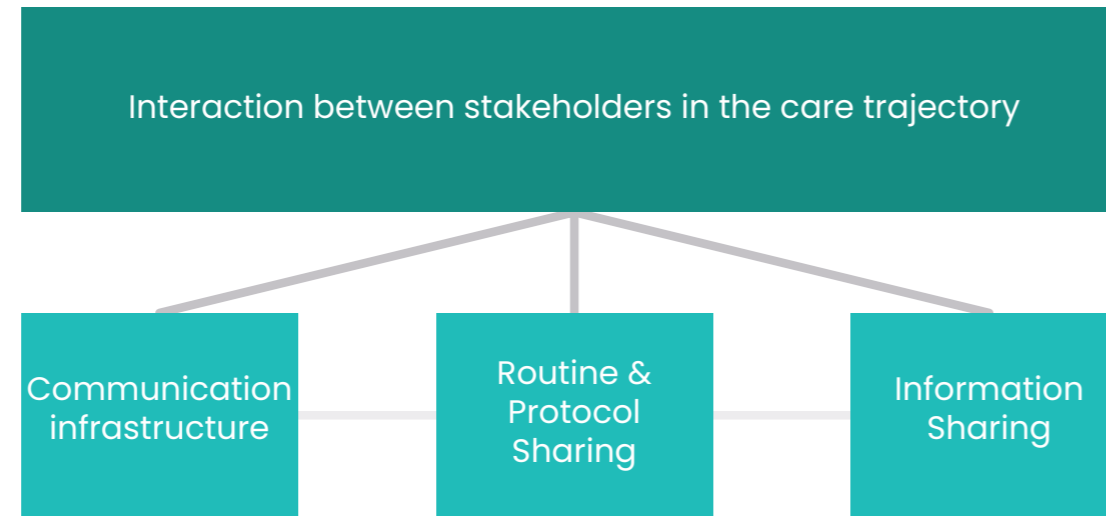 Interaction between stakeholders in the care trajectory
Communication
infrastructure
Routine &
Protocol
Sharing
Information
Sharing